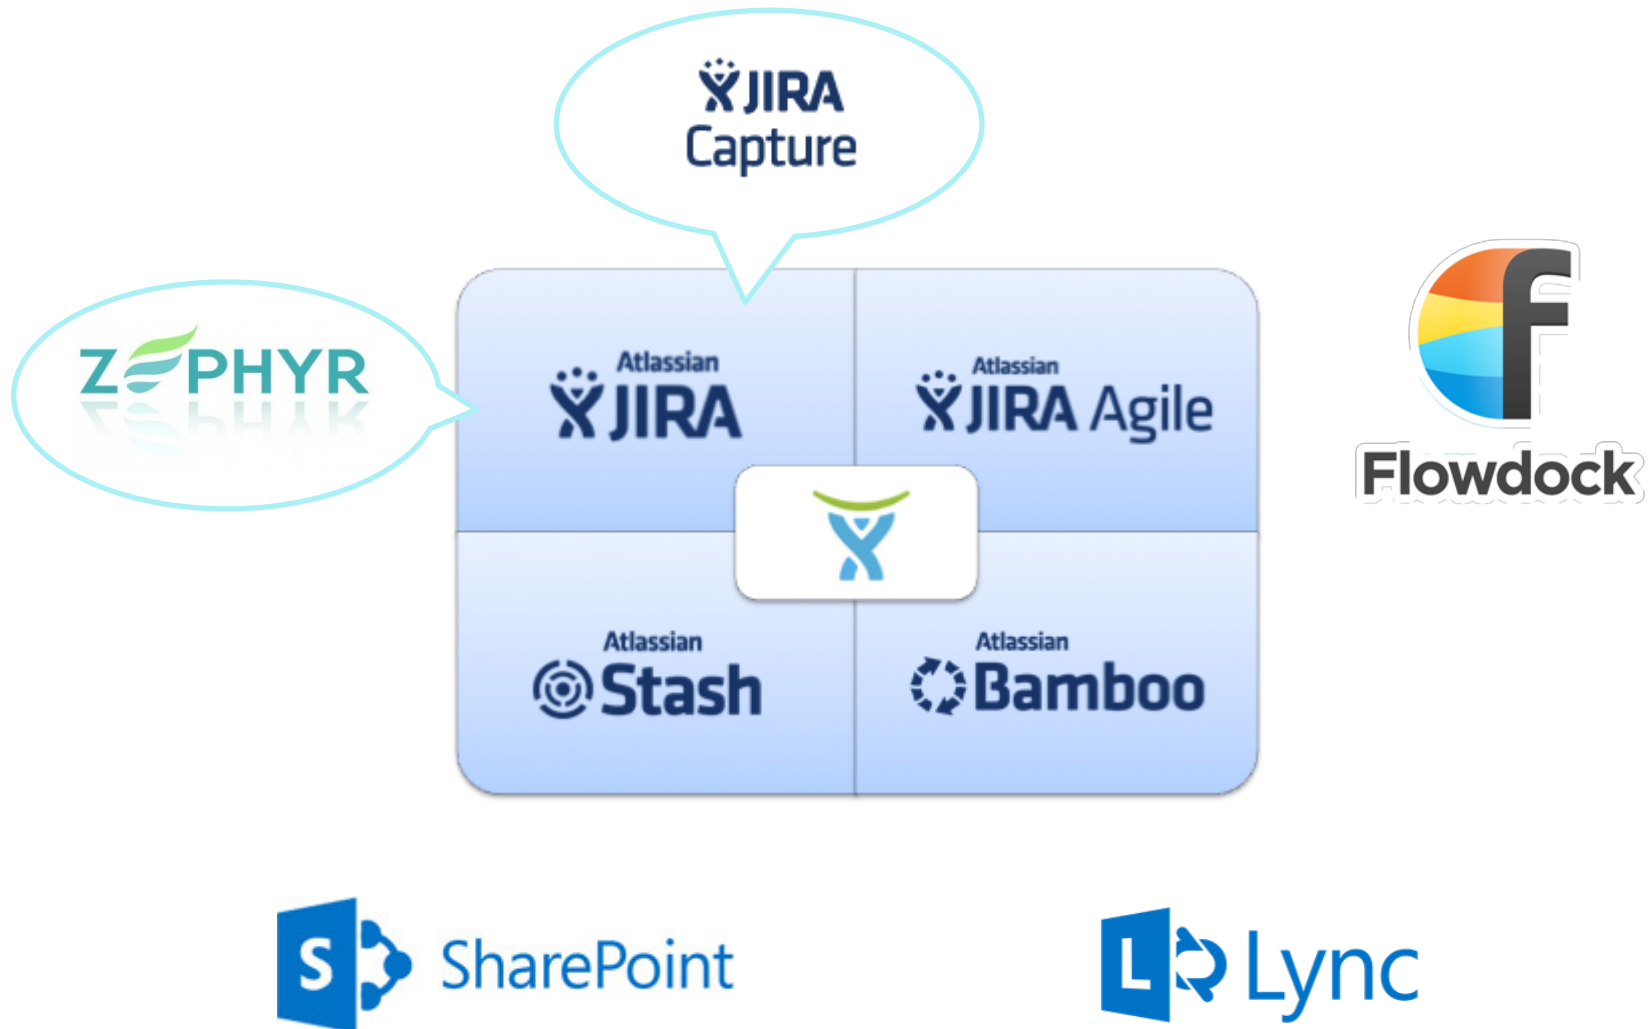 JIRA
Capture
ZEPHYR
Atlassian
JIRA
Atlassian
JIRA Agile
Flowdock
Atlassian
Stash
Atlassian
Bamboo
S SharePoint
L Lync